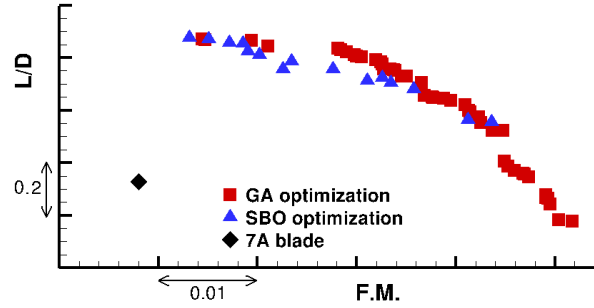 L/D
0.2
GA optimization
SBO optimization
7A blade
0.01
F.M.